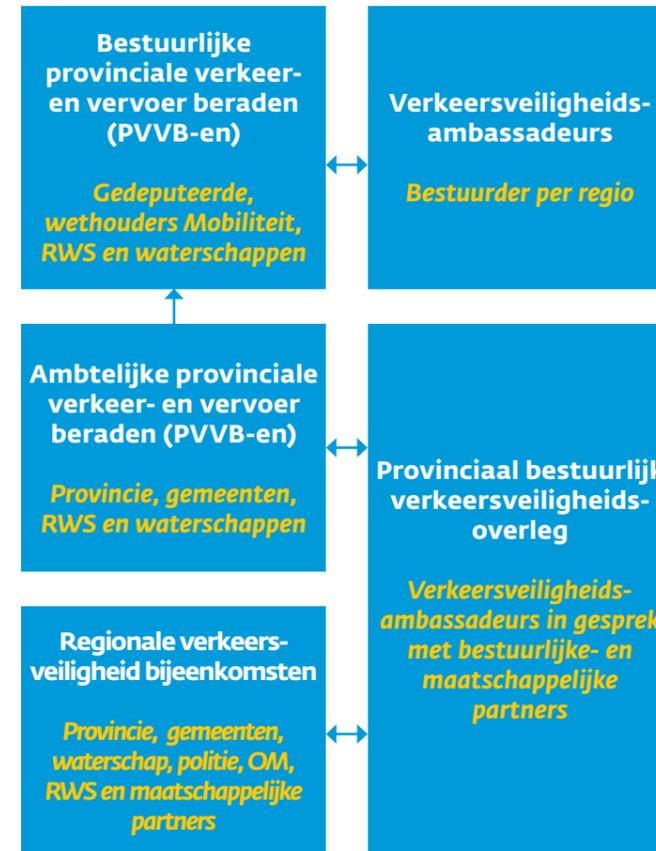 Bestuurlijke
provinciale verkeer-
en vervoer beraden
(PVVB-en)
Gedeputeerde,
wethouders Mobiliteit,
RWS en waterschappen
Verkeersveiligheids-
ambassadeurs
Bestuurder per regio
Ambtelijke provinciale
verkeer- en vervoer
beraden (PVVB-en)
Provincie, gemeenten,
RWS en waterschappen
Provinciaal bestuurlijk
verkeersveiligheids-
overleg
Verkeersveiligheids-
ambassadeurs in gesprek
met bestuurlijke- en
maatschappelijke
partners
Regionale verkeers-
veiligheid bijeenkomsten
Provincie, gemeenten,
waterschap, politie, OM,
RWS en maatschappelijke
partners